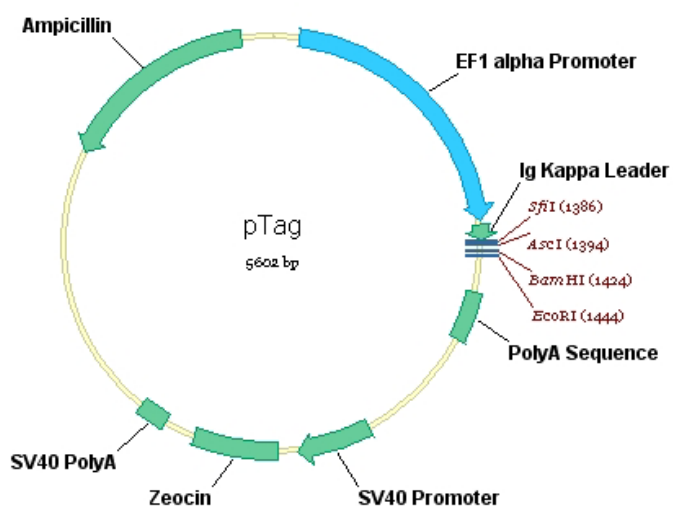 Ampicillin
EF1 alpha Promoter
Ig Kappa Leader
SfiI (1386)
AscI (1394)
BamHI (1424)
EcoRI (1444)
pTag
5602 bp
PolyA Sequence
SV40 PolyA
Zeocin
SV40 Promoter